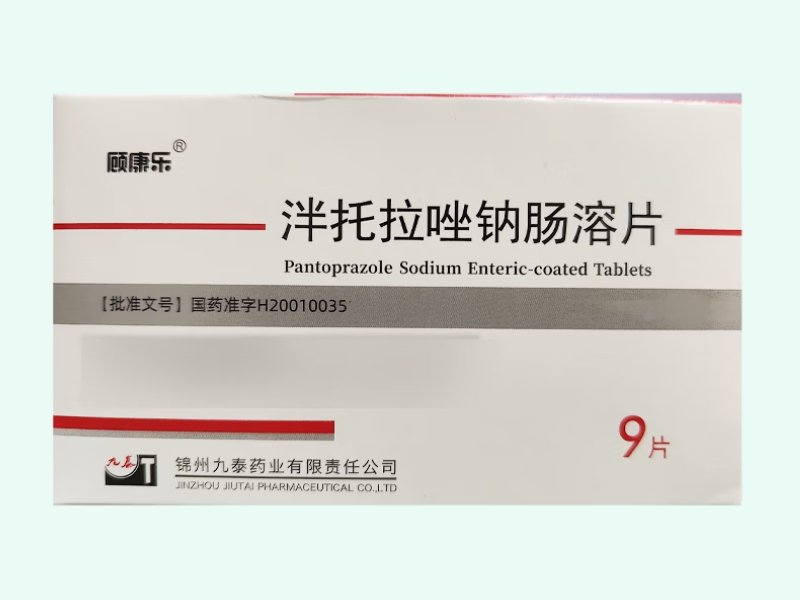 顾康乐®
泮托拉唑钠肠溶片
Pantoprazole Sodium Enteric-coated Tablets
【批准文号】国药准字H20010035
9片
九泰
锦州九泰药业有限责任公司
JINZHOU JIUTAI PHARMACEUTICAL CO.,LTD